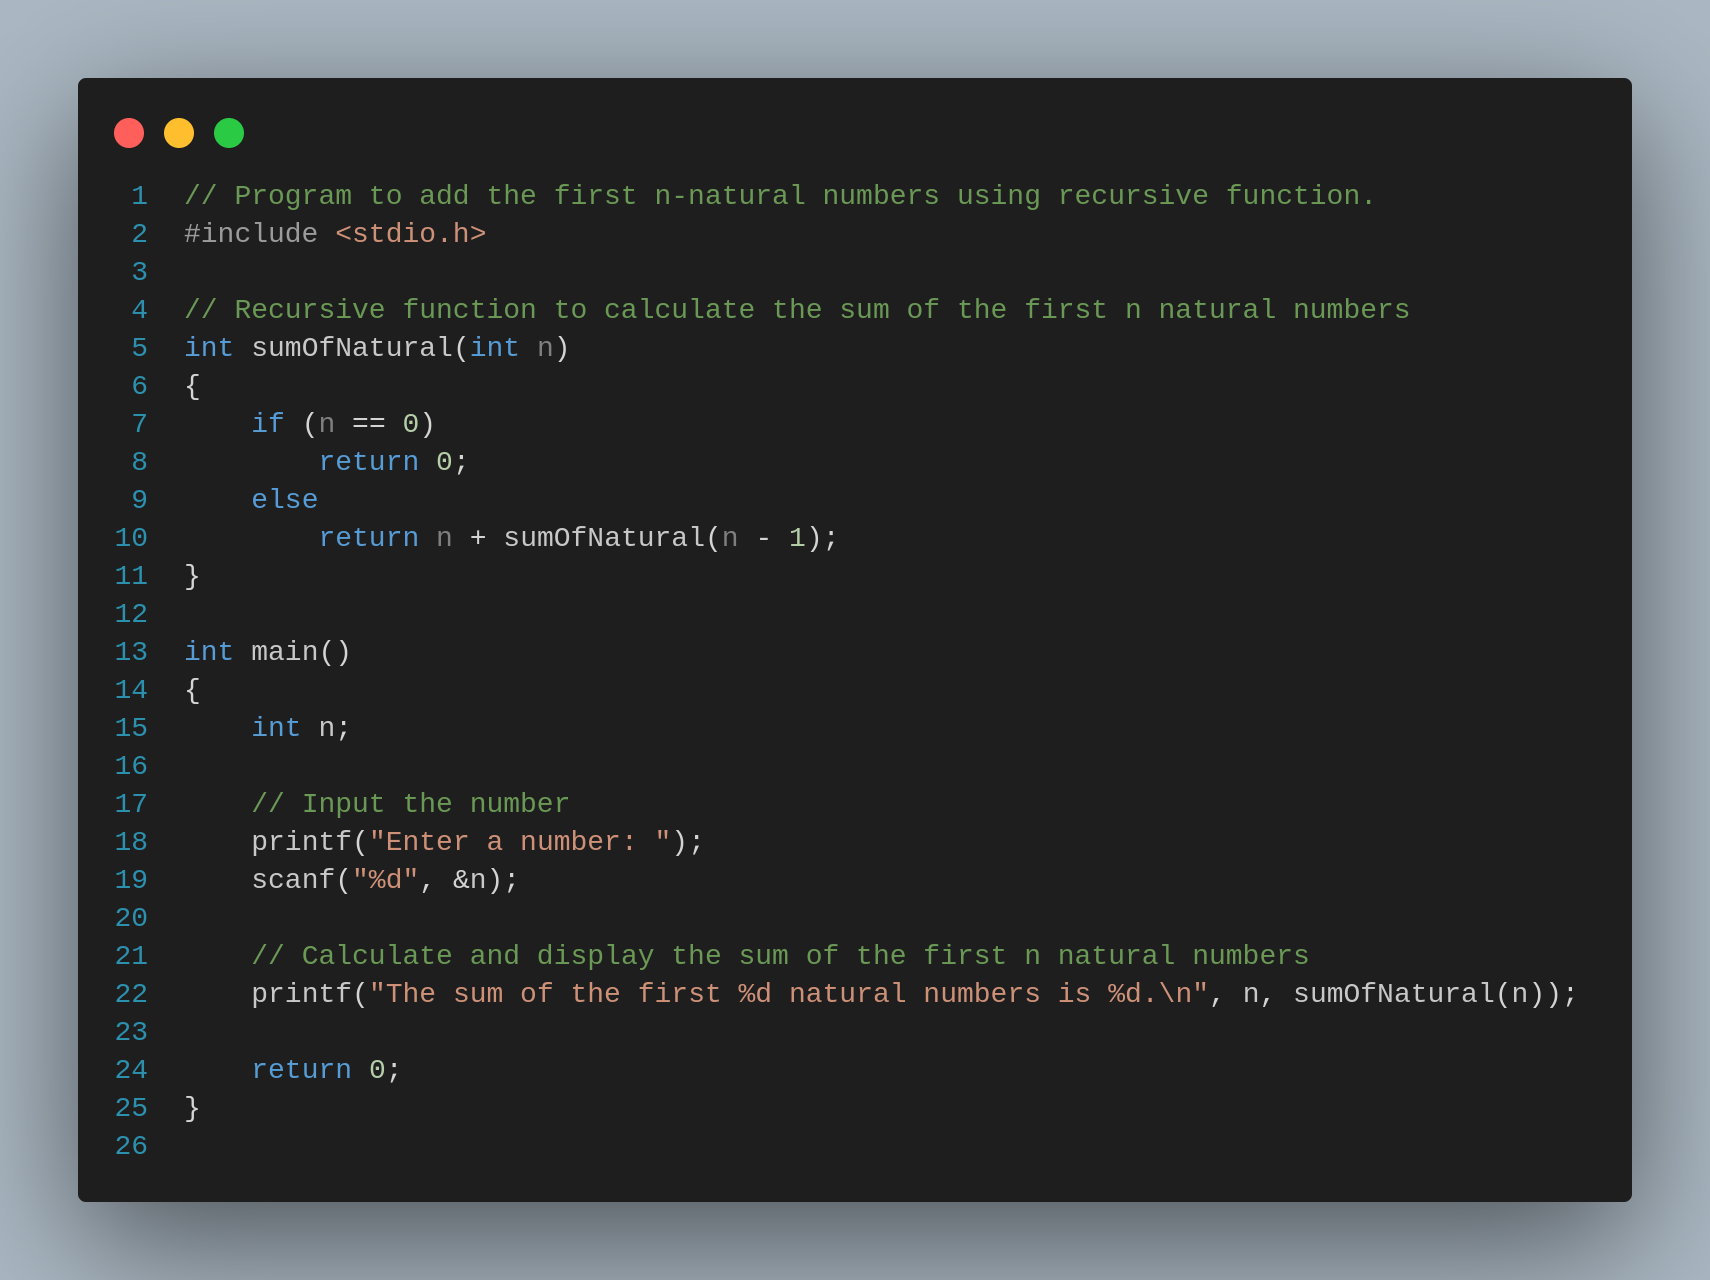 1 // Program to add the first n-natural numbers using recursive function.
2 #include <stdio.h>
3
4 // Recursive function to calculate the sum of the first n natural numbers
5 int sumOfNatural(int n)
6 {
7     if (n == 0)
8         return 0;
9     else
10         return n + sumOfNatural(n - 1);
11 }
12
13 int main()
14 {
15     int n;
16
17     // Input the number
18     printf("Enter a number: ");
19     scanf("%d", &n);
20
21     // Calculate and display the sum of the first n natural numbers
22     printf("The sum of the first %d natural numbers is %d.\n", n, sumOfNatural(n));
23
24     return 0;
25 }
26